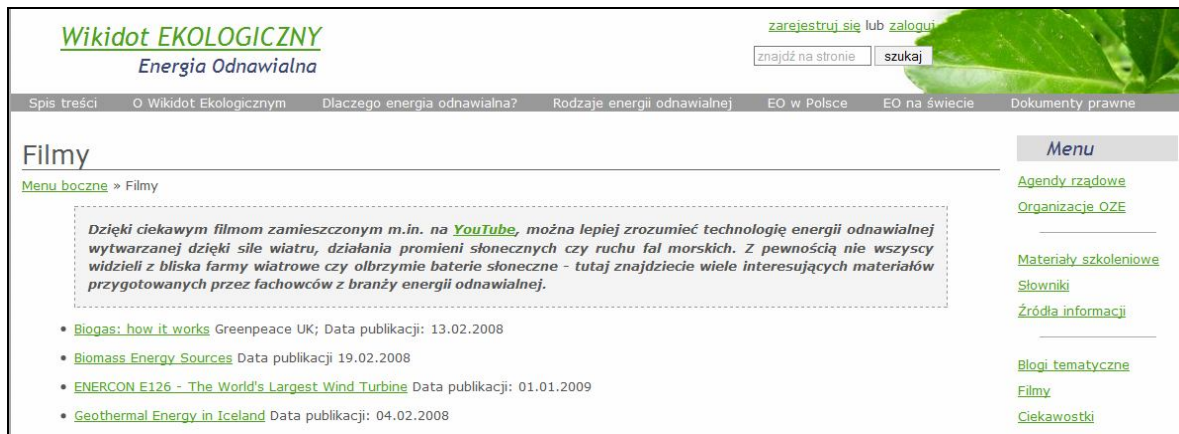 Wikidot EKOLOGICZNY
Energia Odnawialna
zarejestruj się lub zaloguj
znajdź na stronie szukaj
Spis treści O Wikidot Ekologicznym Dlaczego energia odnawialna? Rodzaje energii odnawialnej EO w Polsce EO na świecie Dokumenty prawne
Filmy
Menu boczne » Filmy
Dzięki ciekawym filmom zamieszczonym m.in. na YouTube, można lepiej zrozumieć technologię energii odnawialnej
wytwarzanej dzięki sile wiatru, działania promieni słonecznych czy ruchu fal morskich. Z pewnością nie wszyscy
widzieli z bliska farmy wiatrowe czy olbrzymie baterie słoneczne - tutaj znajdziecie wiele interesujących materiałów
przygotowanych przez fachowców z branży energii odnawialnej.
• Biogas: how it works Greenpeace UK; Data publikacji: 13.02.2008
• Biomass Energy Sources Data publikacji 19.02.2008
• ENERCON E126 - The World's Largest Wind Turbine Data publikacji: 01.01.2009
• Geothermal Energy in Iceland Data publikacji: 04.02.2008
Menu
Agendy rządowe
Organizacje OZE
Materiały szkoleniowe
Słowniki
Źródła informacji
Blogi tematyczne
Filmy
Ciekawostki